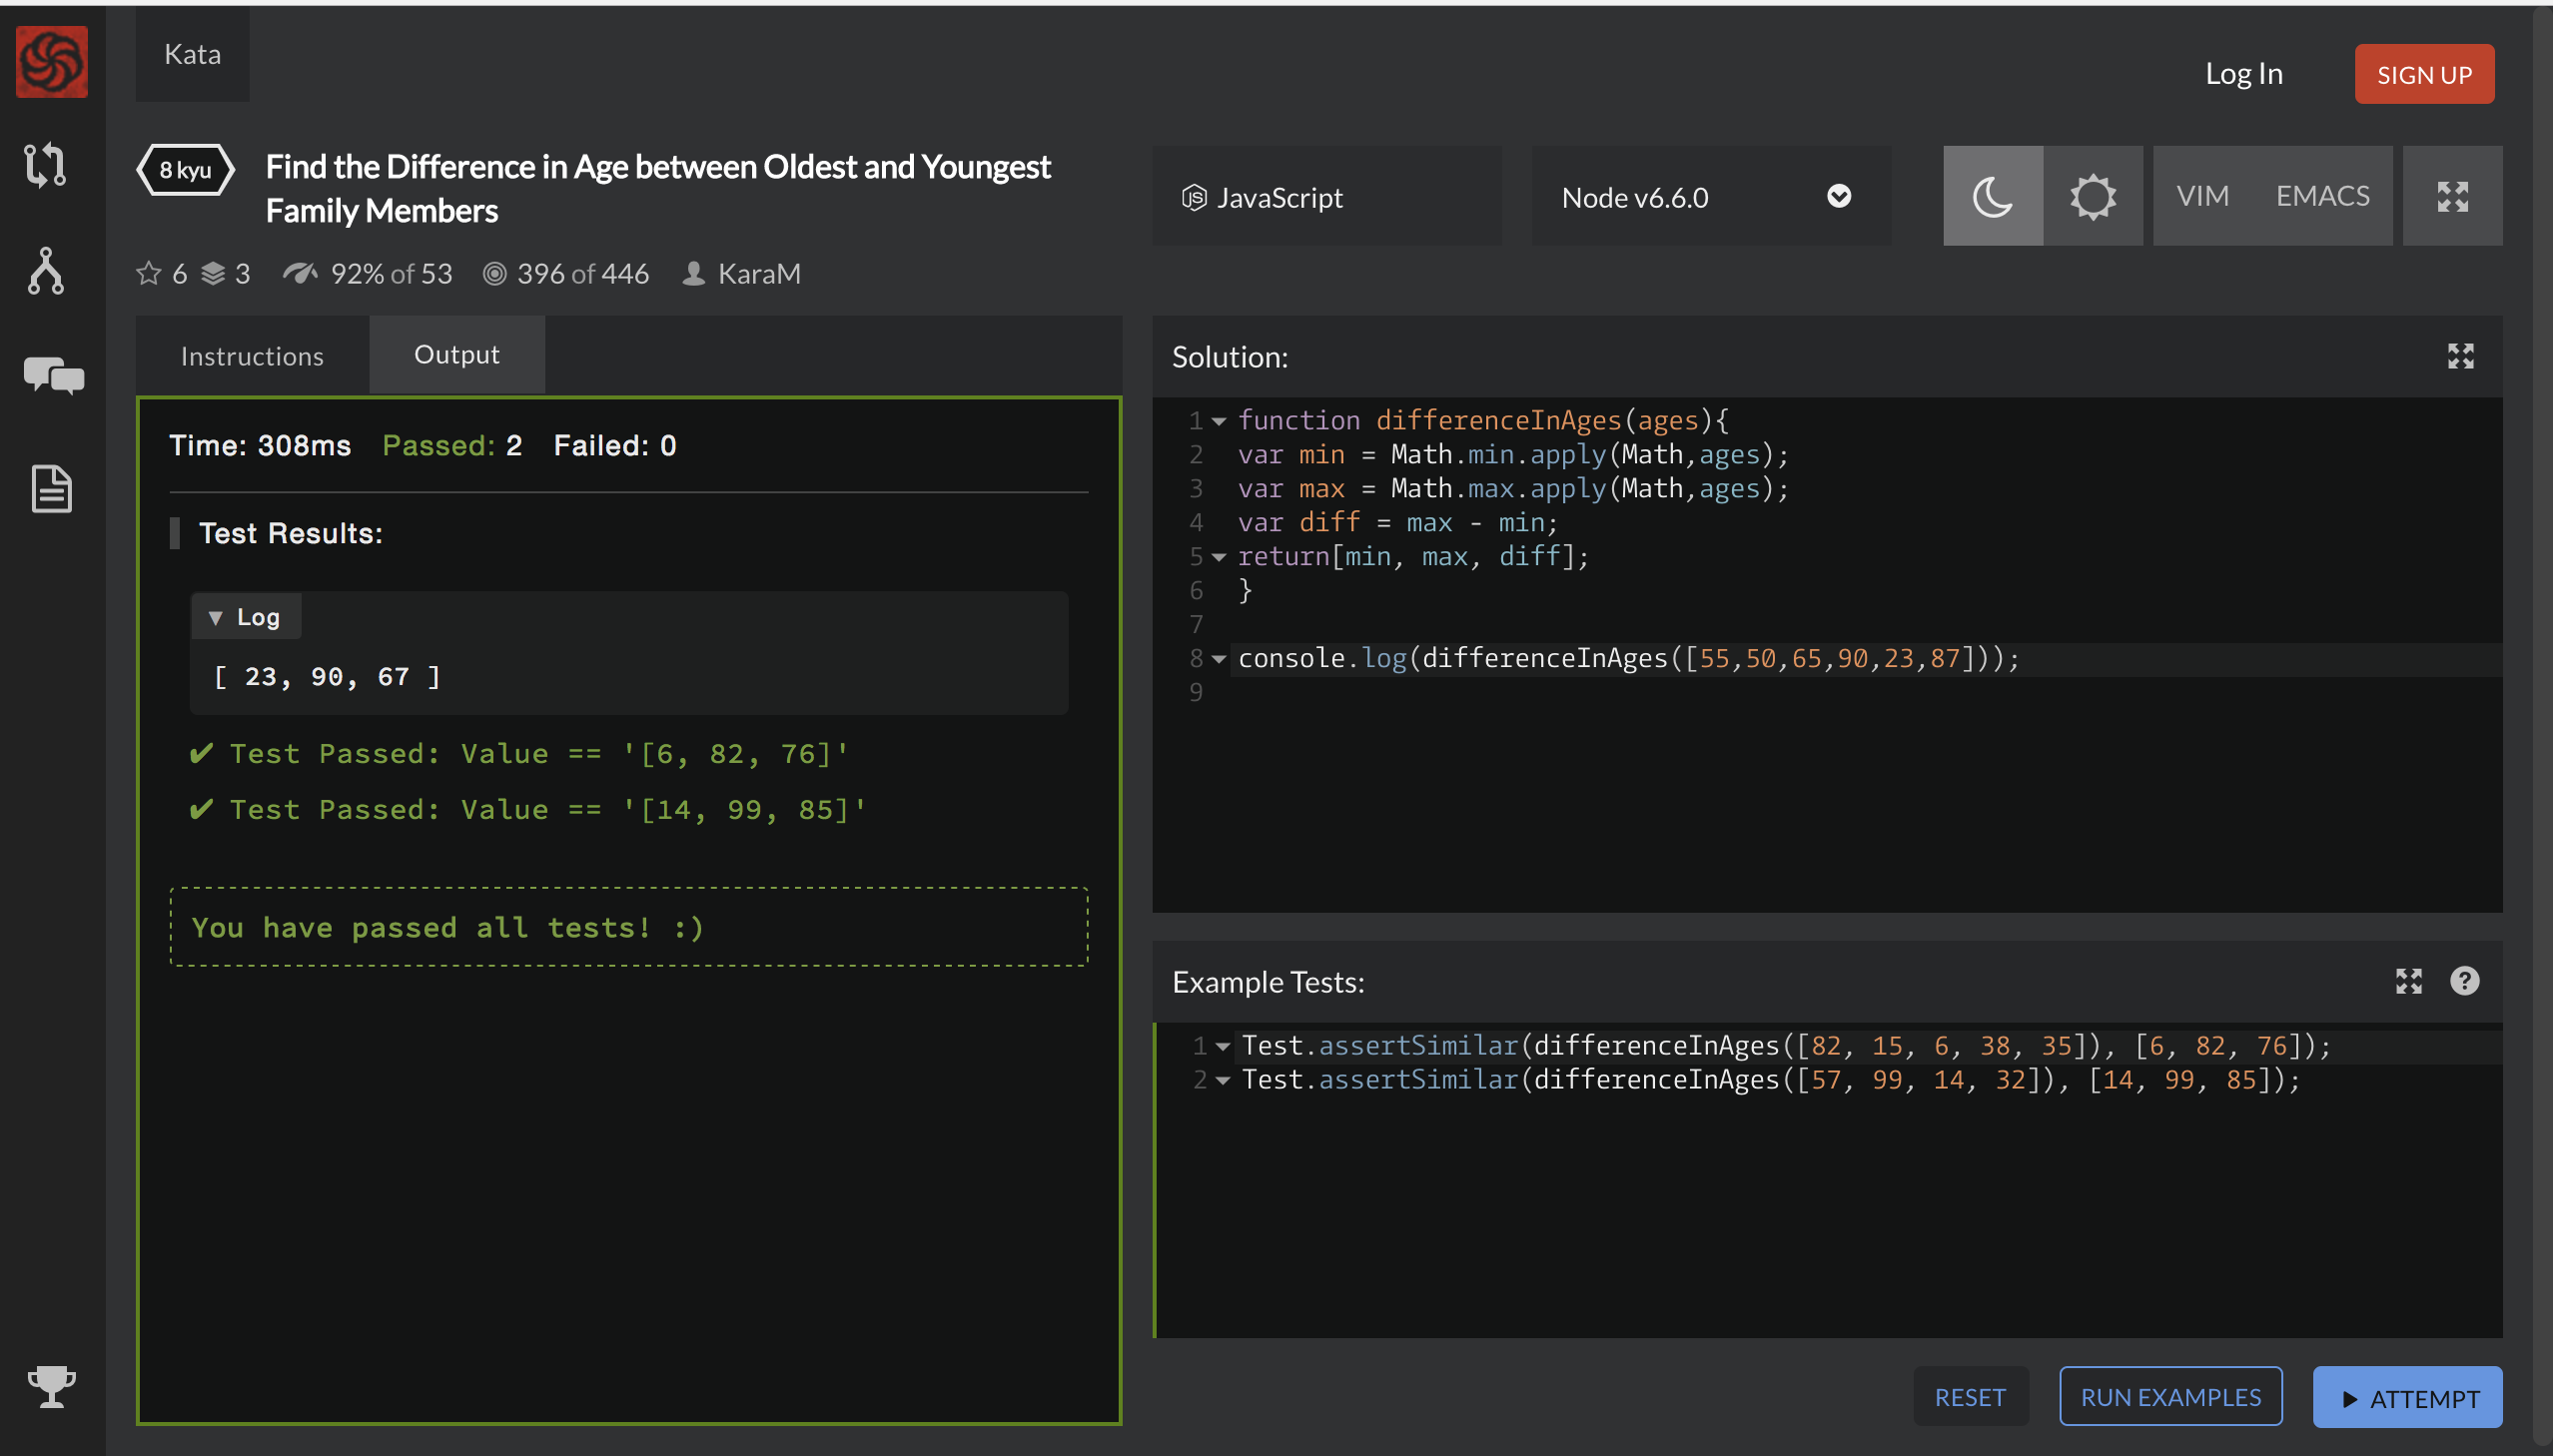 Kata
Log In
SIGN UP
8 kyu
Find the Difference in Age between Oldest and Youngest
Family Members
6 3 92% of 53 396 of 446 KaraM
JavaScript
Node v6.6.0
VIM EMACS
Instructions
Output
Time: 308ms Passed: 2 Failed: 0
Test Results:
▼ Log
[ 23, 90, 67 ]
✔ Test Passed: Value == '[6, 82, 76]'
✔ Test Passed: Value == '[14, 99, 85]'
You have passed all tests! :)
Solution:
1 function differenceInAges(ages){
2 var min = Math.min.apply(Math,ages);
3 var max = Math.max.apply(Math,ages);
4 var diff = max - min;
5 return[min, max, diff];
6 }
7
8 console.log(differenceInAges([55,50,65,90,23,87]));
9
Example Tests:
1 Test.assertSimilar(differenceInAges([82, 15, 6, 38, 35]), [6, 82, 76]);
2 Test.assertSimilar(differenceInAges([57, 99, 14, 32]), [14, 99, 85]);
RESET
RUN EXAMPLES
ATTEMPT